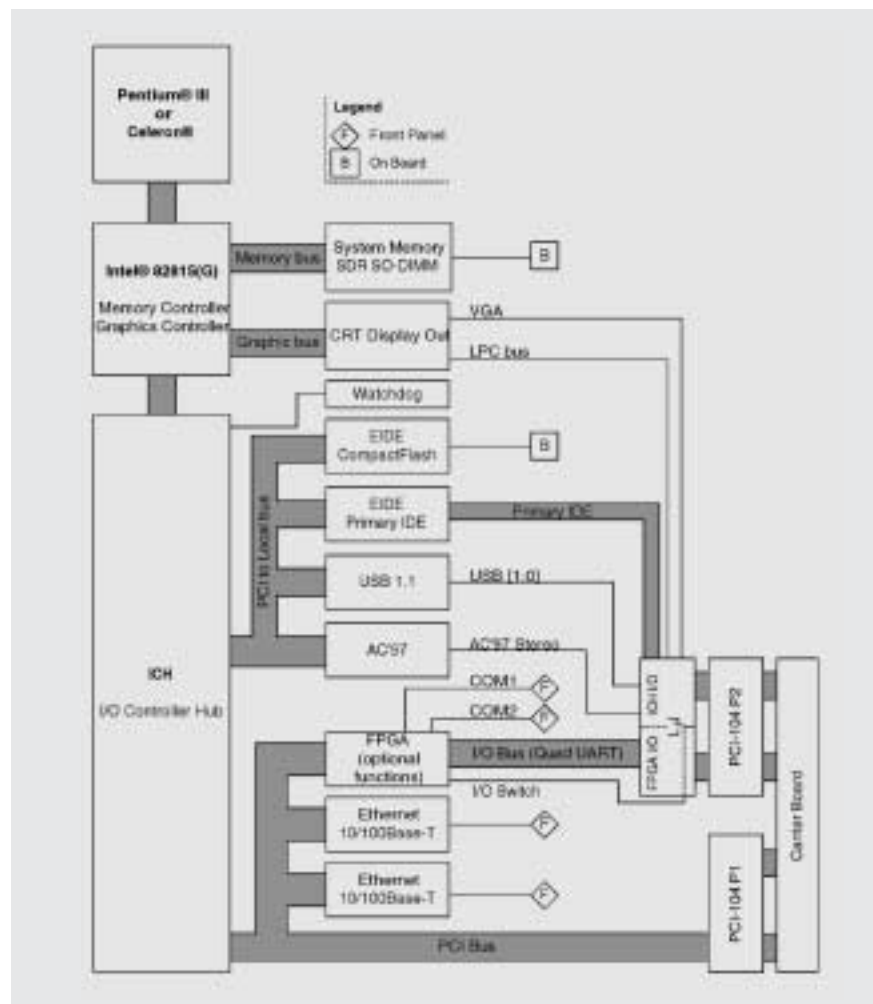 Pentium® III
or
Celeron®
Legend
F Front Panel
B On Board
Intel® 82815(G)
Memory Controller
Graphics Controller
Memory bus
System Memory
SDR SO-DIMM
B
Graphic bus
CRT Display Out
VGA
LPC bus
Watchdog
EIDE
CompactFlash
B
EIDE
Primary IDE
Primary IDE
PCI to Local bus
USB 1.1
USB [1:0]
AC'97
AC'97 Stereo
ICH
I/O Controller Hub
COM1
F
COM2
F
FPGA
(optional
functions)
I/O Bus (Quad UART)
I/O Switch
ICH I/O
FPGA I/O
PCI-104 P2
Carrier Board
Ethernet
10/100Base-T
F
Ethernet
10/100Base-T
F
PCI-104 P1
PCI Bus